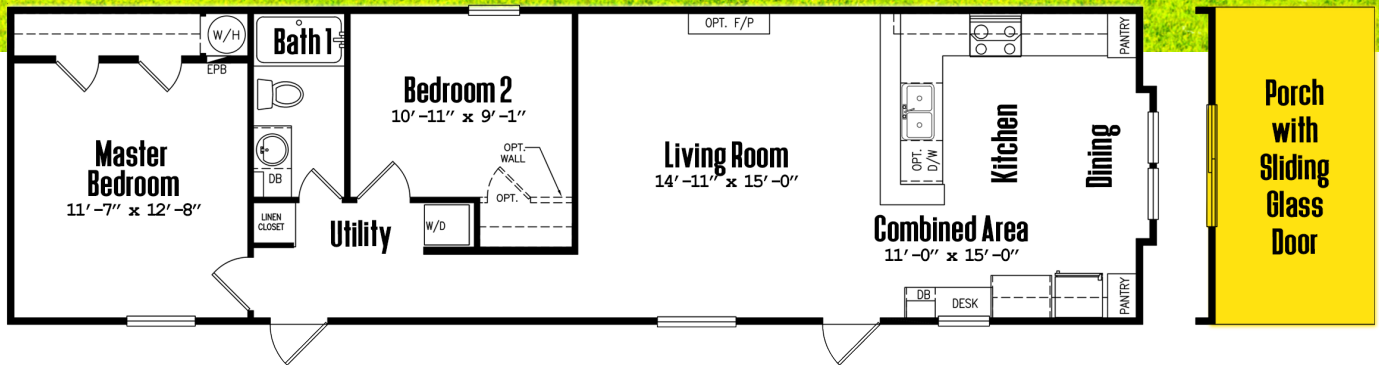 W/H
EPB
Master
Bedroom
11'-7" x 12'-8"
Bath 1
DB
LINEN
CLOSET
Utility
W/D
Bedroom 2
10'-11" x 9'-1"
OPT.
WALL
OPT.
OPT. F/P
Living Room
14'-11" x 15'-0"
OPT.
D/W
Kitchen
Dining
PANTRY
Combined Area
11'-0" x 15'-0"
DB
DESK
PANTRY
Porch
with
Sliding
Glass
Door